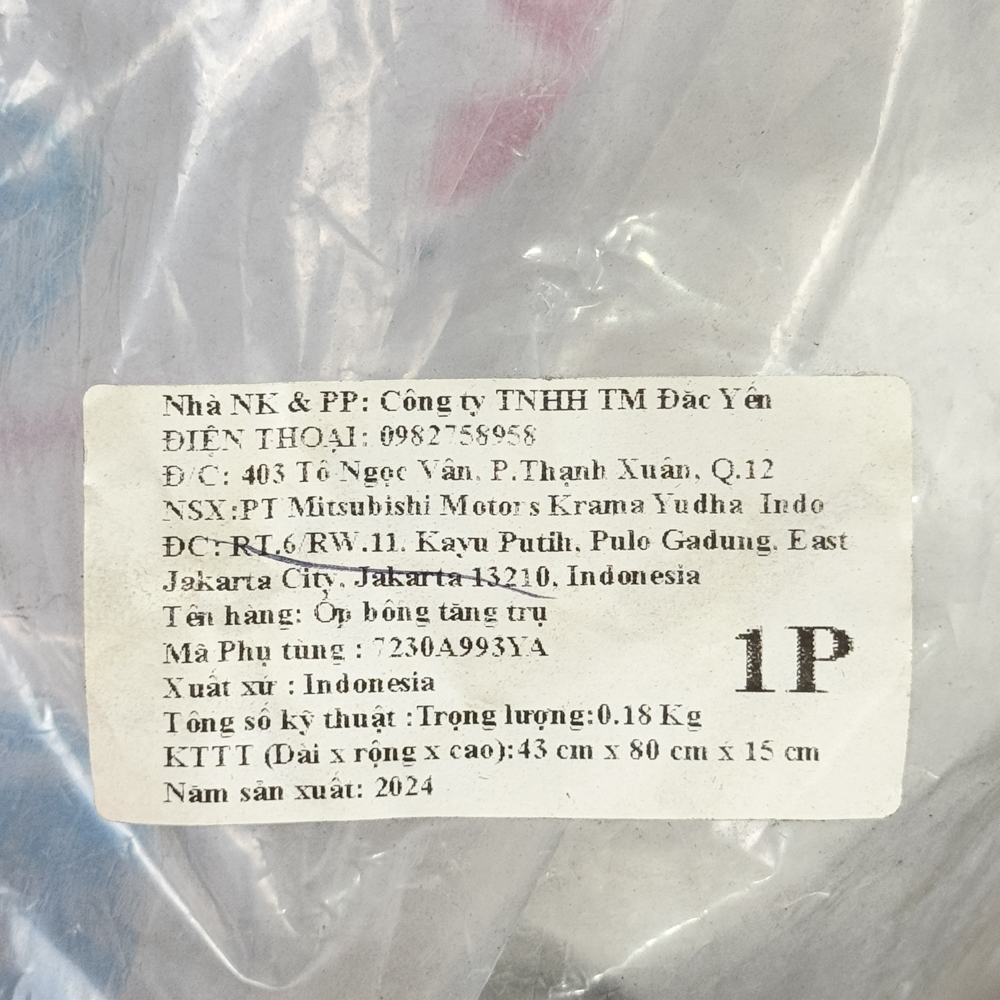 Nhà NK & PP: Công ty TNHH TM Đắc Yến
ĐIỆN THOẠI: 0982758958
Đ/C: 403 Tô Ngọc Vân, P.Thạnh Xuân, Q.12
NSX:PT Mitsubishi Motors Krama Yudha Indo
ĐC: RT.6/RW.11, Kayu Putih, Pulo Gadung, East
Jakarta City, Jakarta 13210, Indonesia
Tên hàng: Ốp bông tăng trụ
Mã Phụ tùng : 7230A993YA
1P
Xuất xứ : Indonesia
Tông số kỹ thuật :Trọng lượng:0.18 Kg
KTTT (Dài x rộng x cao):43 cm x 80 cm x 15 cm
Năm sản xuất: 2024